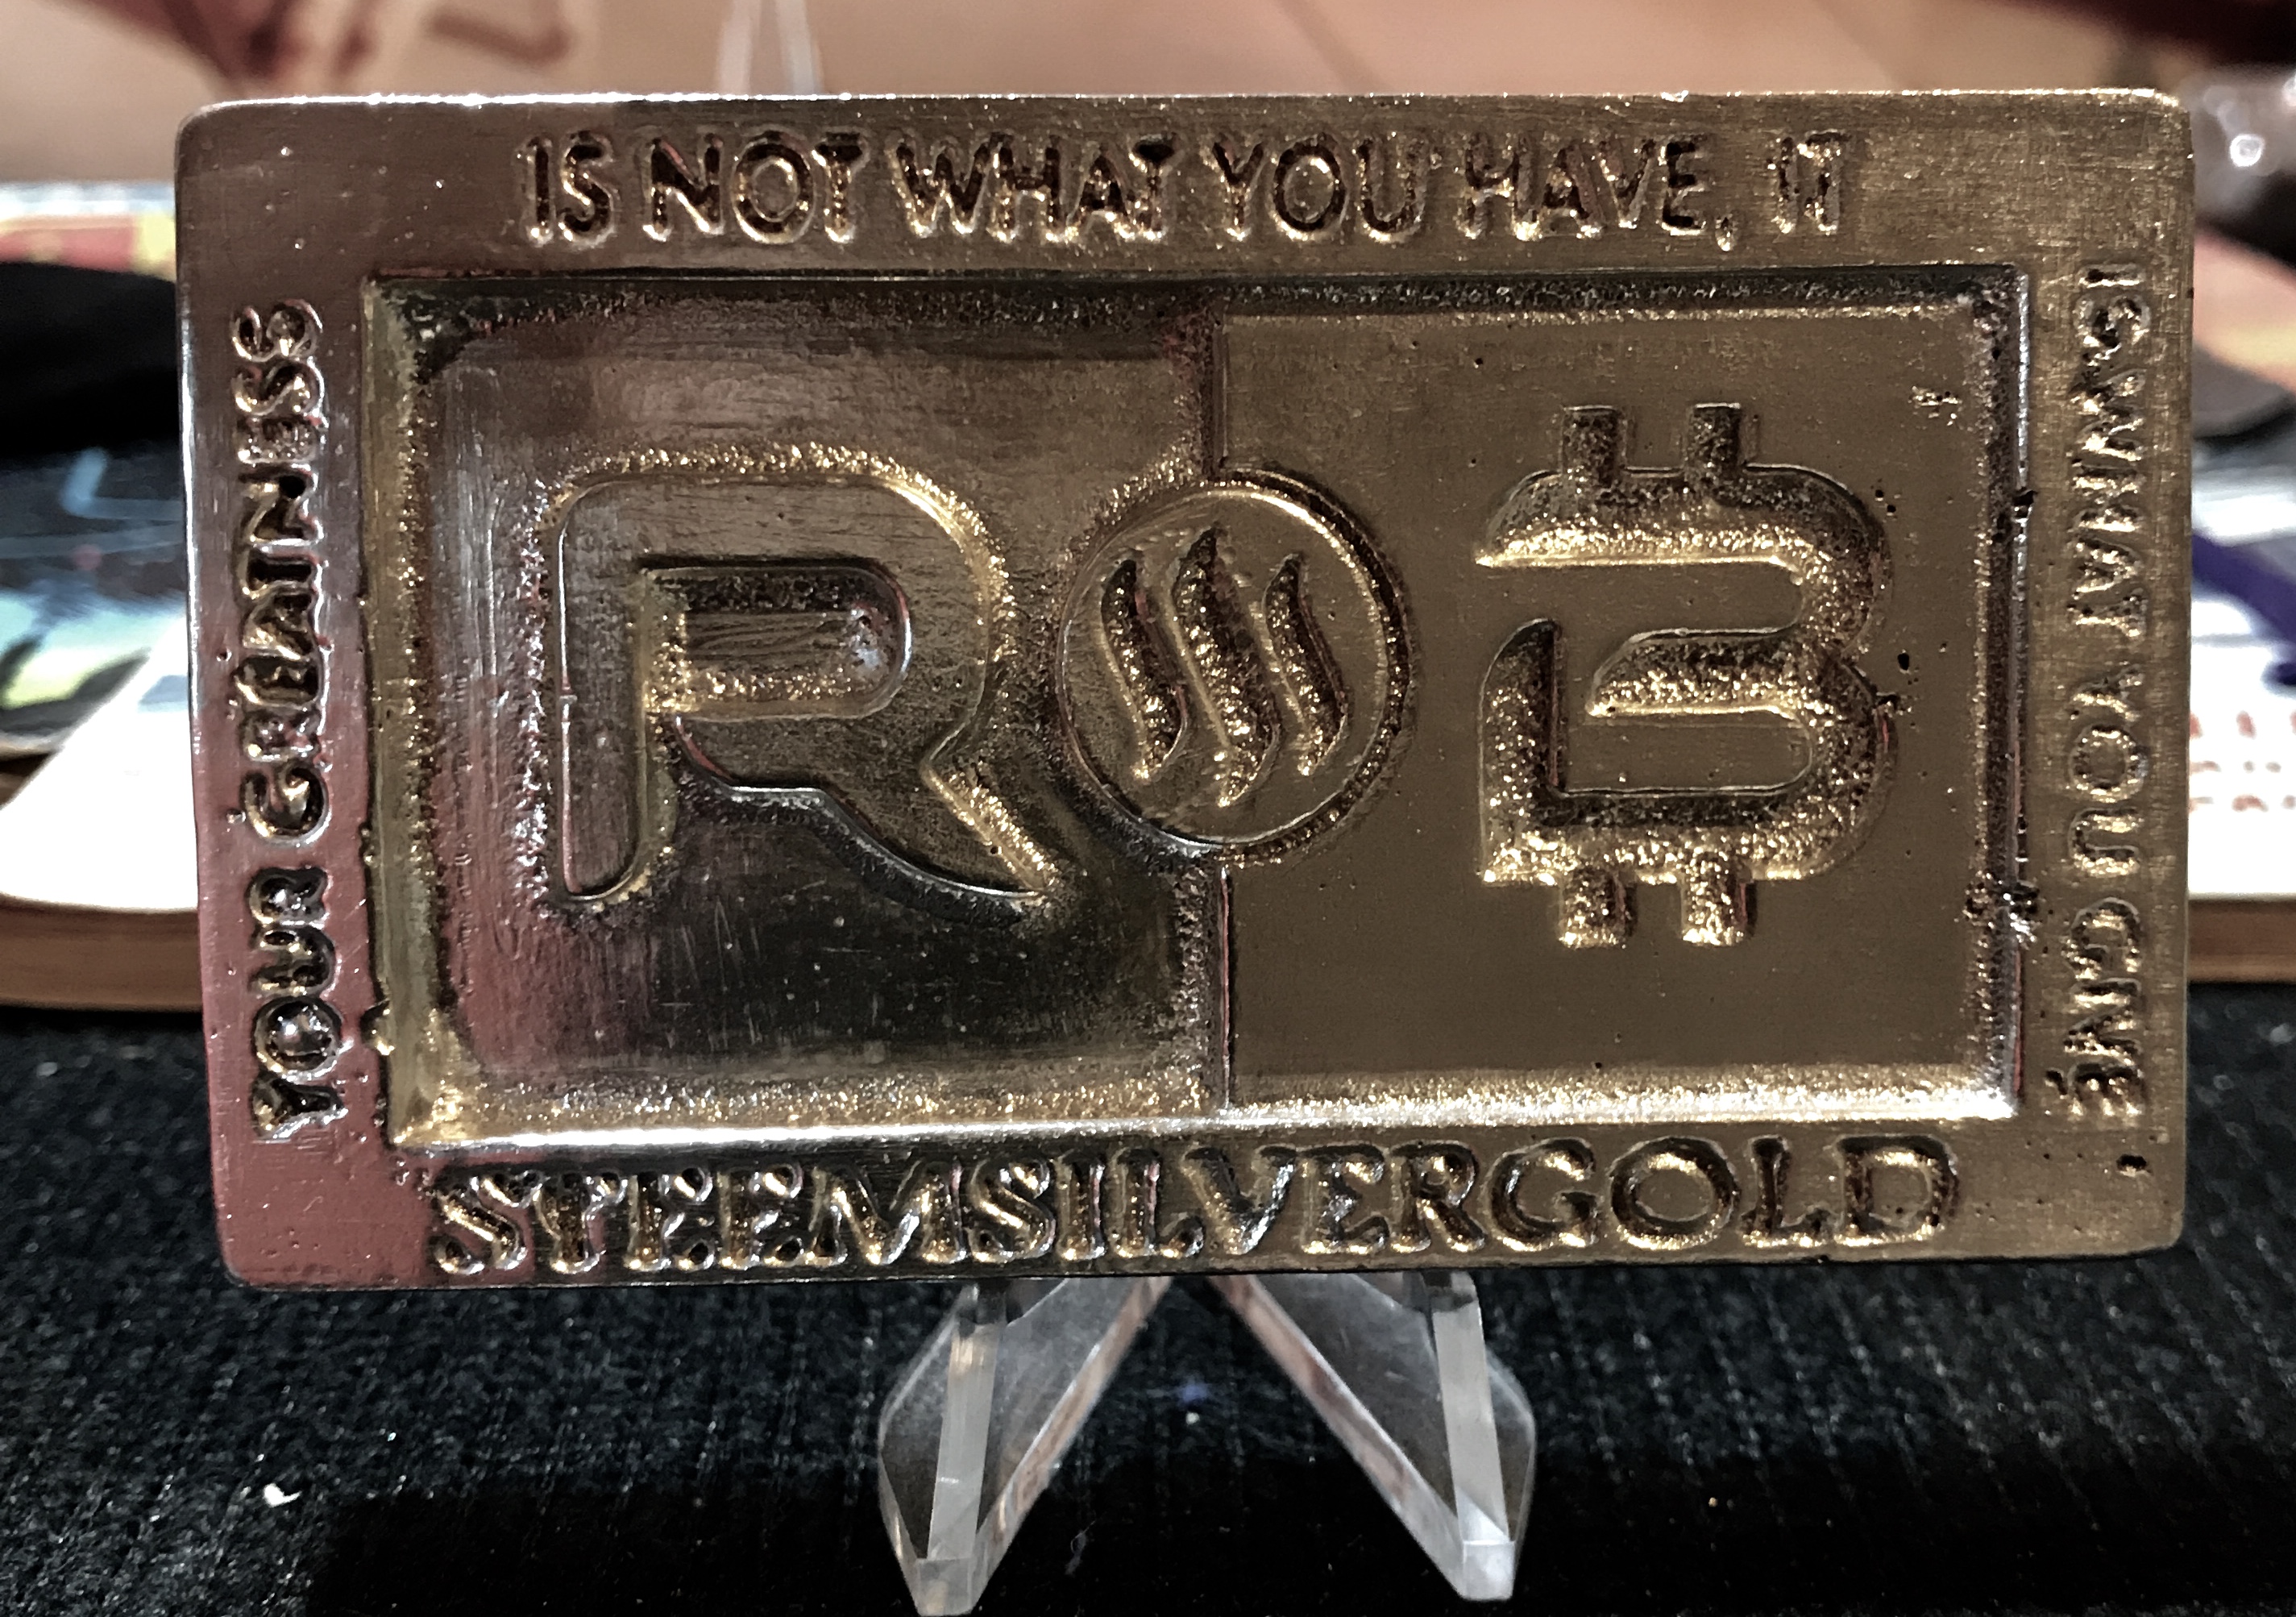 YOUR GREATNESS
IS NOT WHAT YOU HAVE, IT
IS WHAT YOU GIVE
STEEMSILVERGOLD
R B